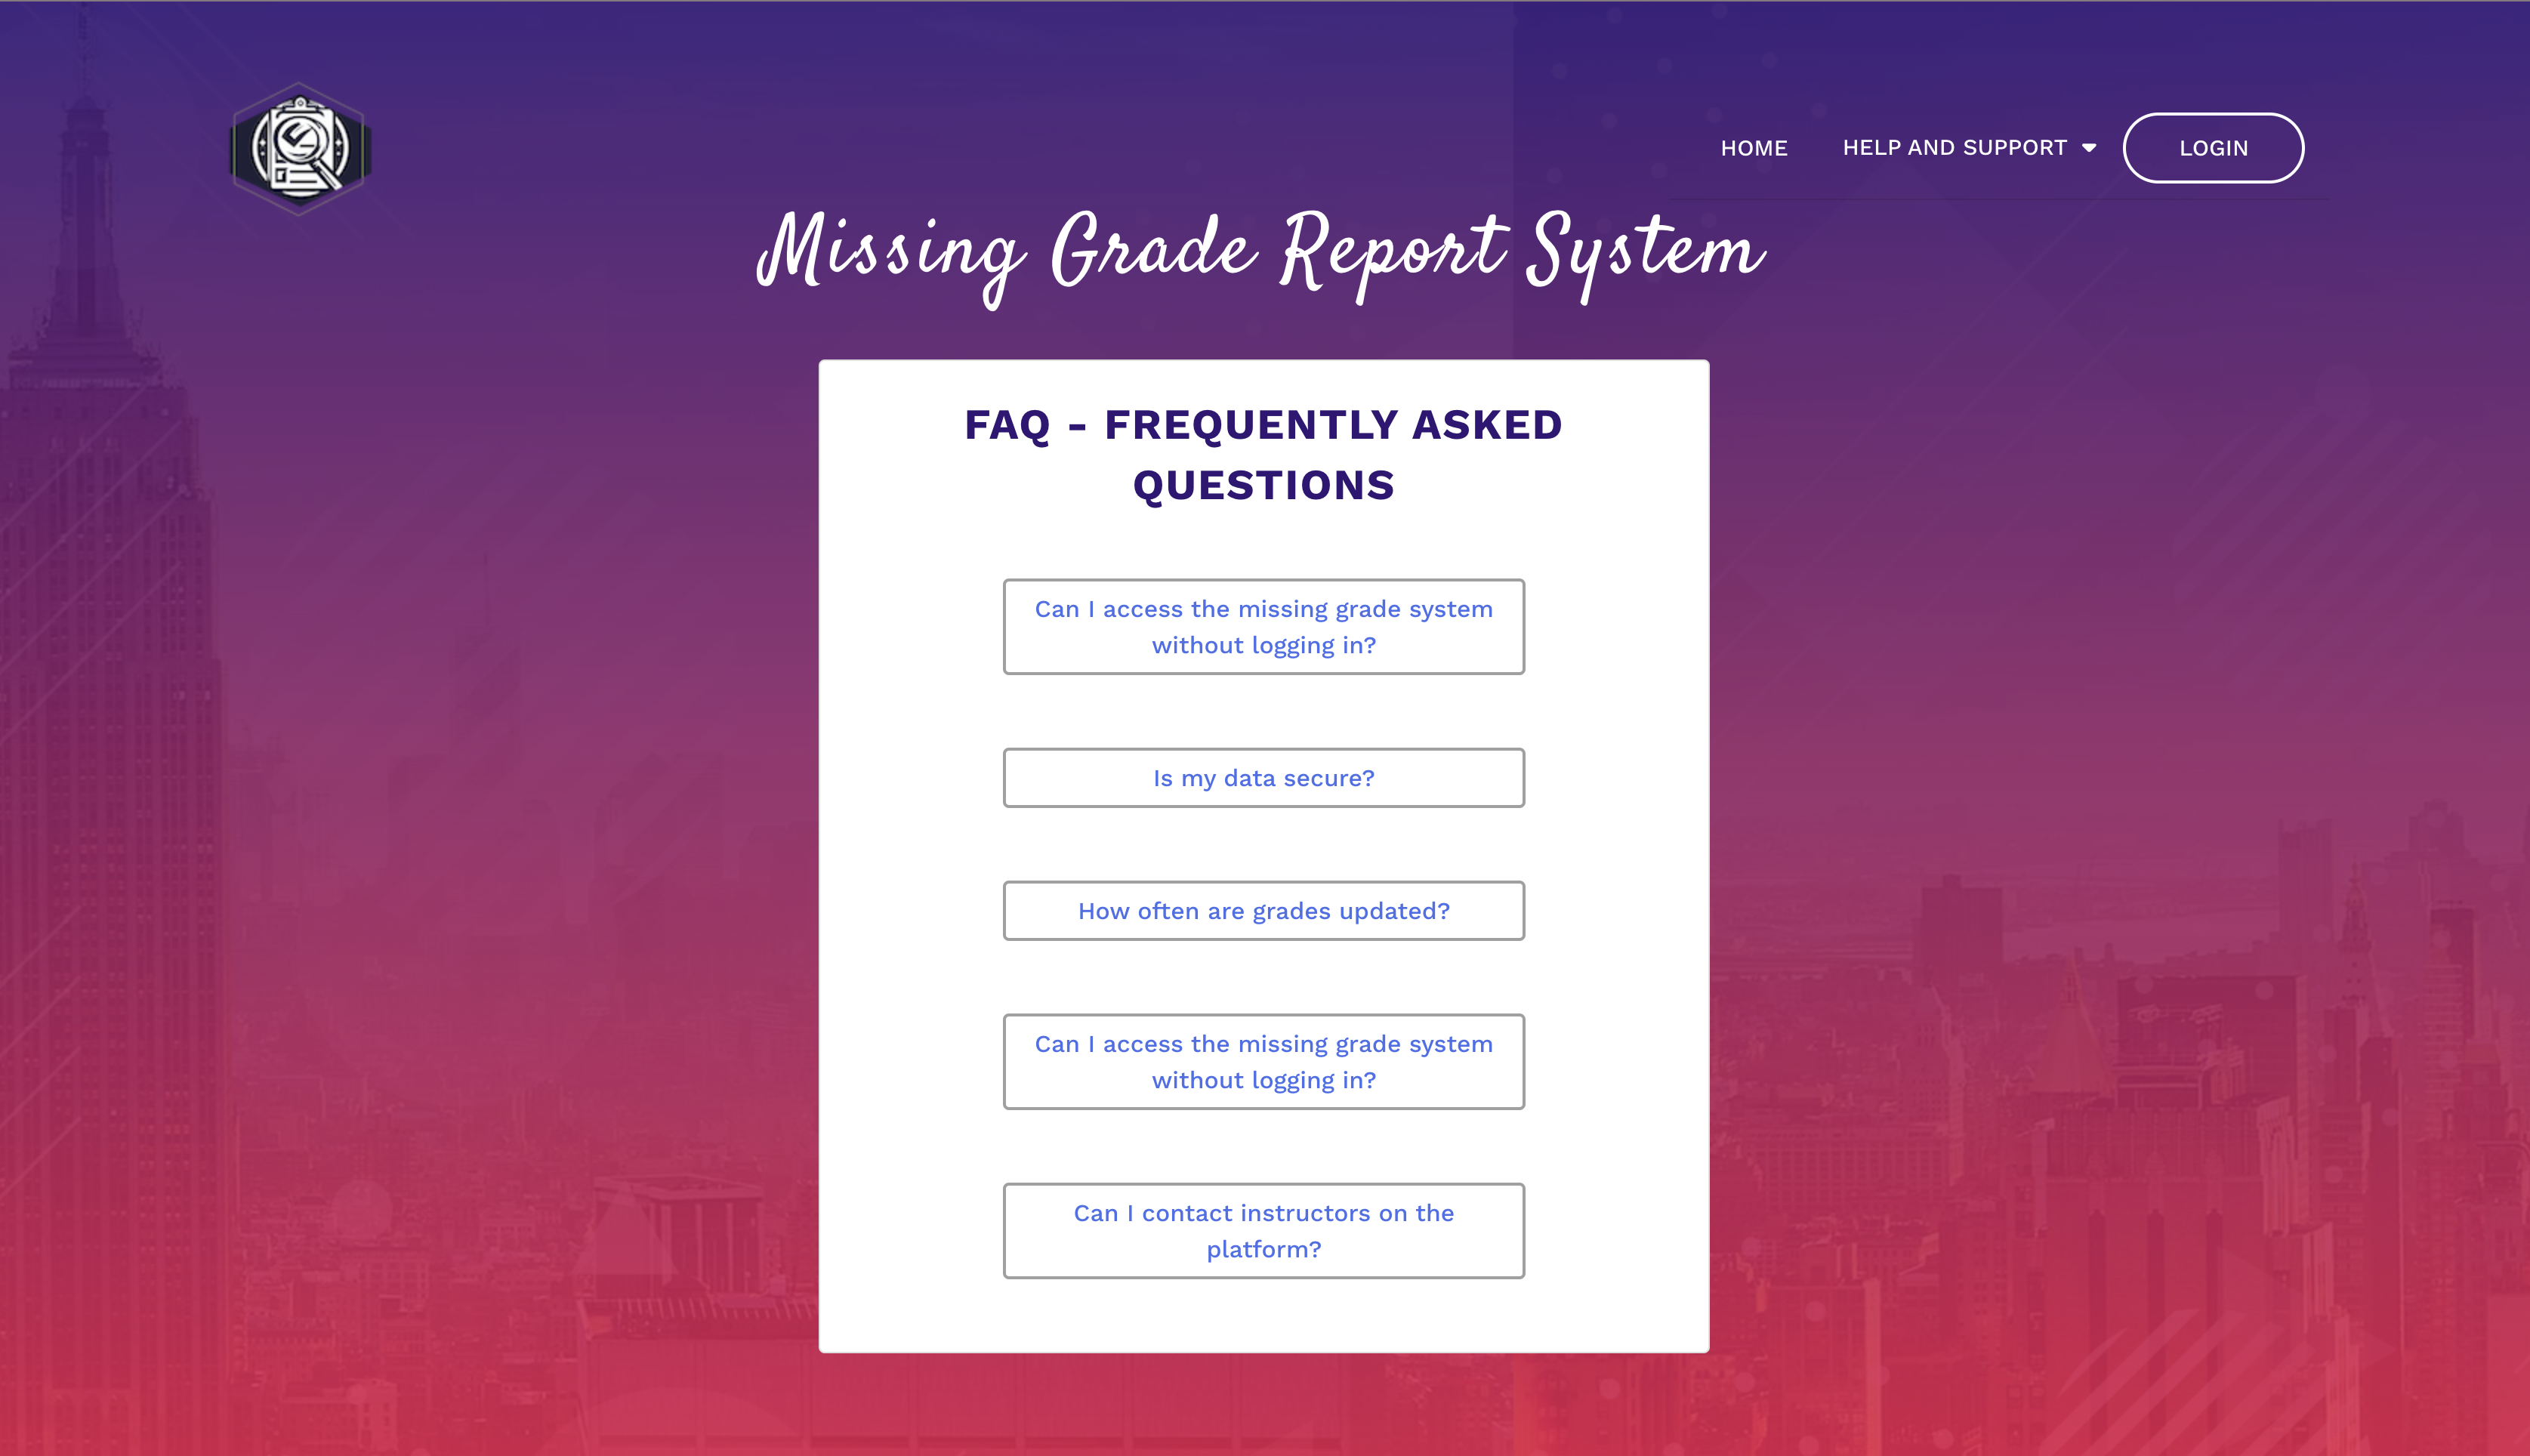 HOME
HELP AND SUPPORT
LOGIN
Missing Grade Report System
FAQ - FREQUENTLY ASKED
QUESTIONS
Can I access the missing grade system
without logging in?
Is my data secure?
How often are grades updated?
Can I access the missing grade system
without logging in?
Can I contact instructors on the
platform?